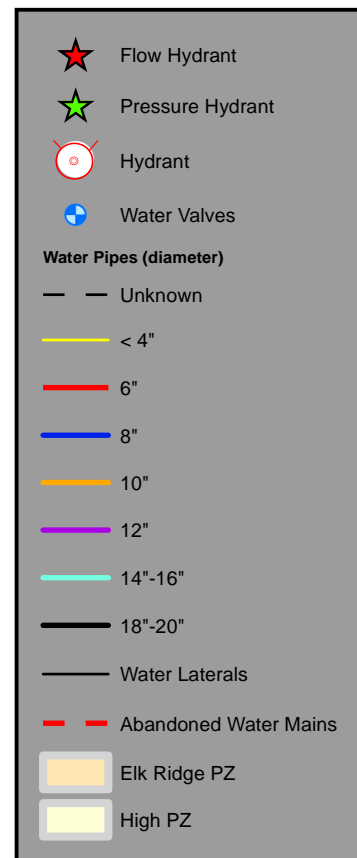 Flow Hydrant
Pressure Hydrant
Hydrant
Water Valves
Water Pipes (diameter)
Unknown
< 4"
6"
8"
10"
12"
14"-16"
18"-20"
Water Laterals
Abandoned Water Mains
Elk Ridge PZ
High PZ